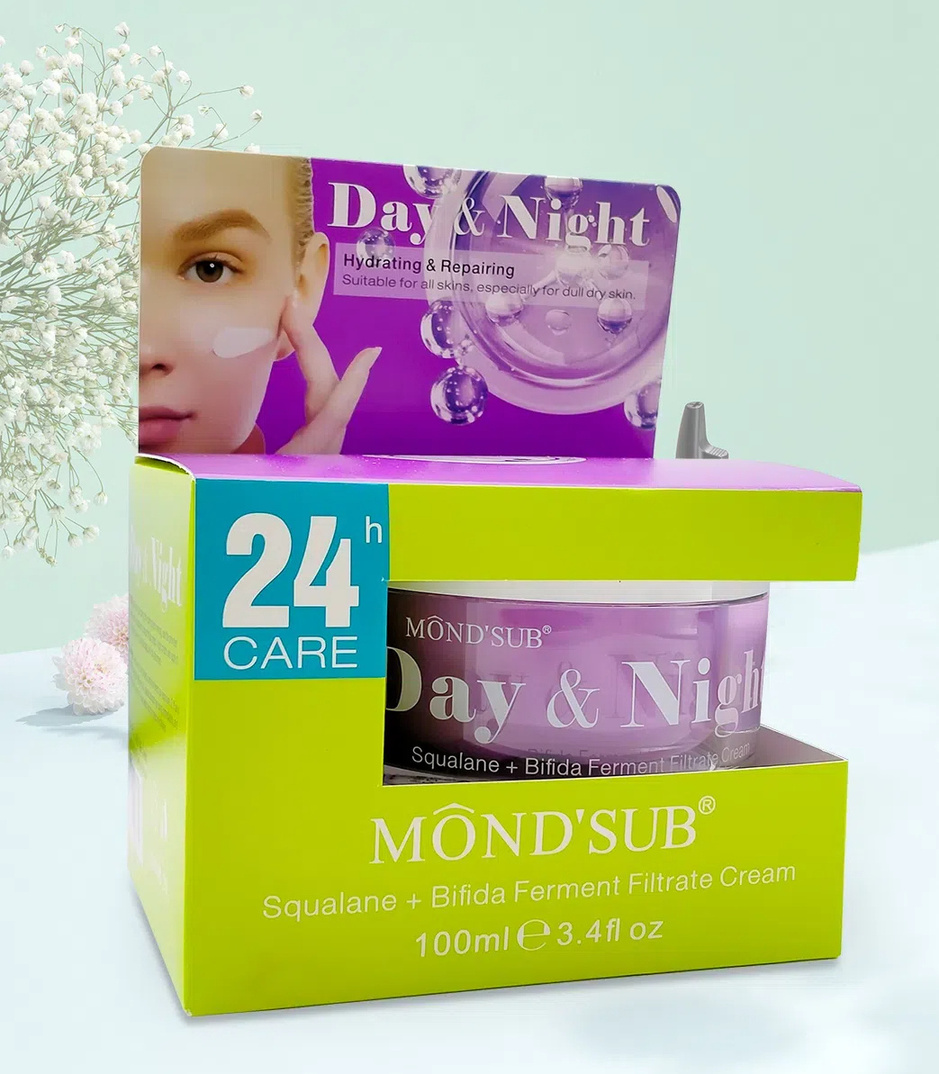 Day & Night
Hydrating & Repairing
Suitable for all skins, especially for dull dry skin.
24h
CARE
MÔND'SUB®
Day & Nigh
Squalane + Bifida Ferment Filtrate Cream
MÔND'SUB®
Squalane + Bifida Ferment Filtrate Cream
100ml ℮ 3.4fl oz
Night